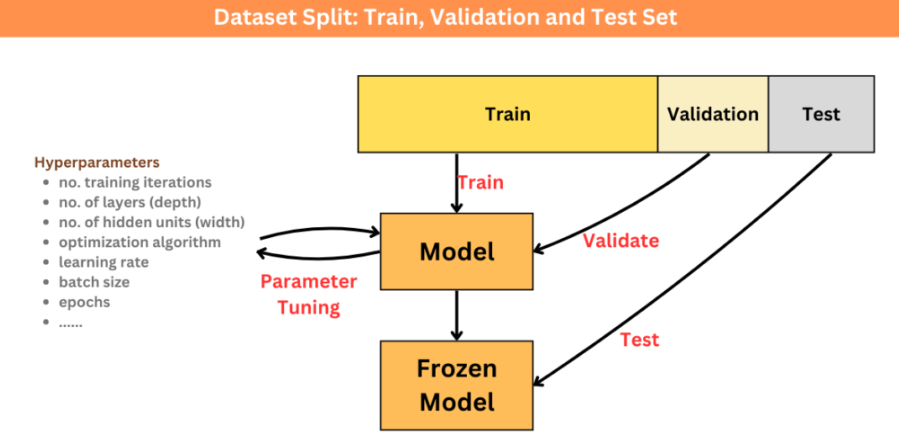 Dataset Split: Train, Validation and Test Set
Train
Validation
Test
Hyperparameters
• no. training iterations
• no. of layers (depth)
• no. of hidden units (width)
• optimization algorithm
• learning rate
• batch size
• epochs
• ......
Train
Model
Validate
Parameter
Tuning
Test
Frozen
Model